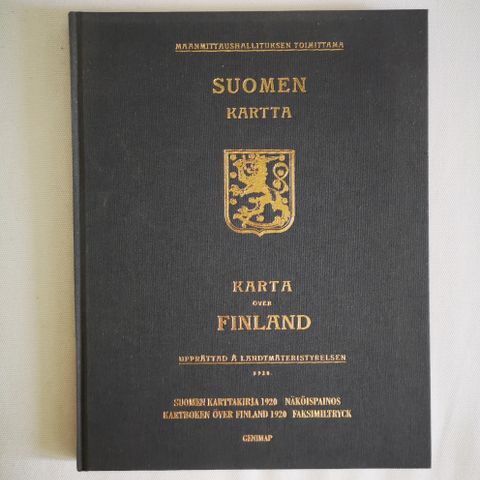 MAANMITTAUSHALLITUKSEN TOIMITTAMA
SUOMEN
KARTTA
KARTA
ÖVER
FINLAND
UPPRÄTTAD Å LANDTMÄTERISTYRELSEN
1920.
SUOMEN KARTTAKIRJA 1920 NÄKÖISPAINOS
KARTBOKEN ÖVER FINLAND 1920 FAKSIMILTRYCK
GENIMAP